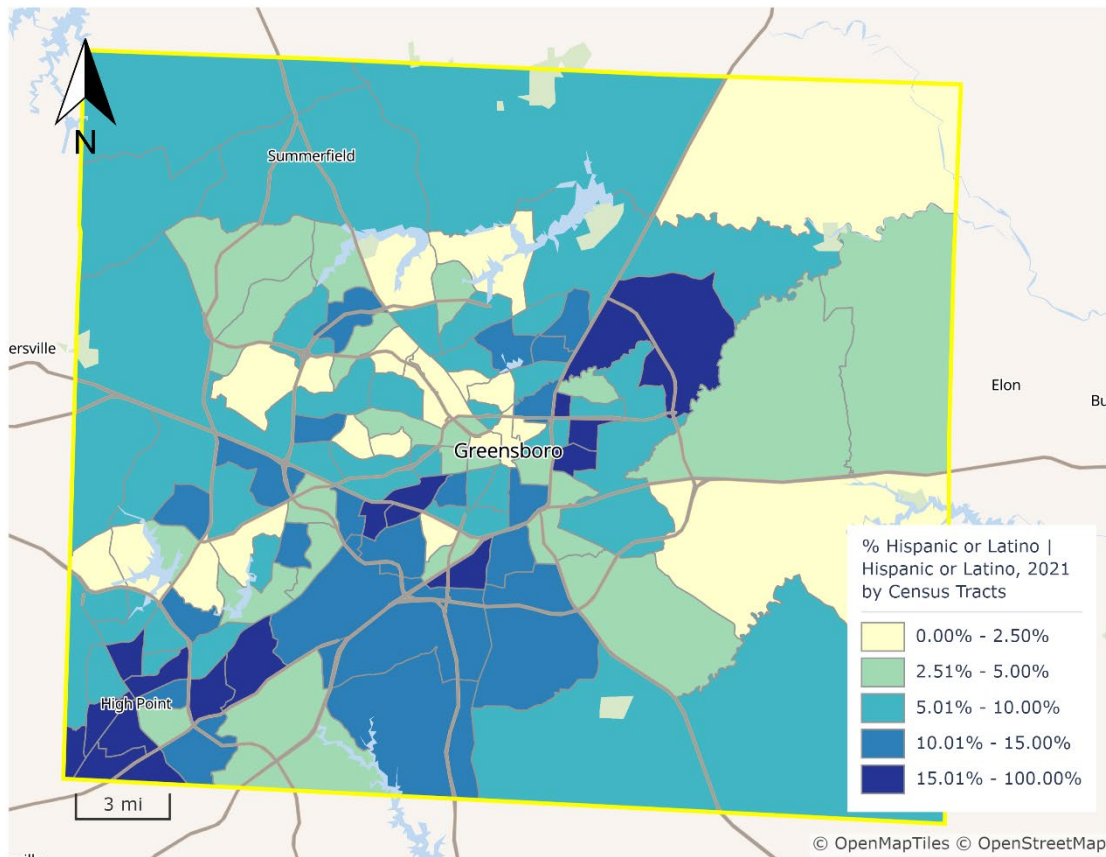 N
Summerfield
ersville
Elon
Bu
Greensboro
High Point
% Hispanic or Latino |
Hispanic or Latino, 2021
by Census Tracts
0.00% - 2.50%
2.51% - 5.00%
5.01% - 10.00%
10.01% - 15.00%
15.01% - 100.00%
3 mi
© OpenMapTiles © OpenStreetMap